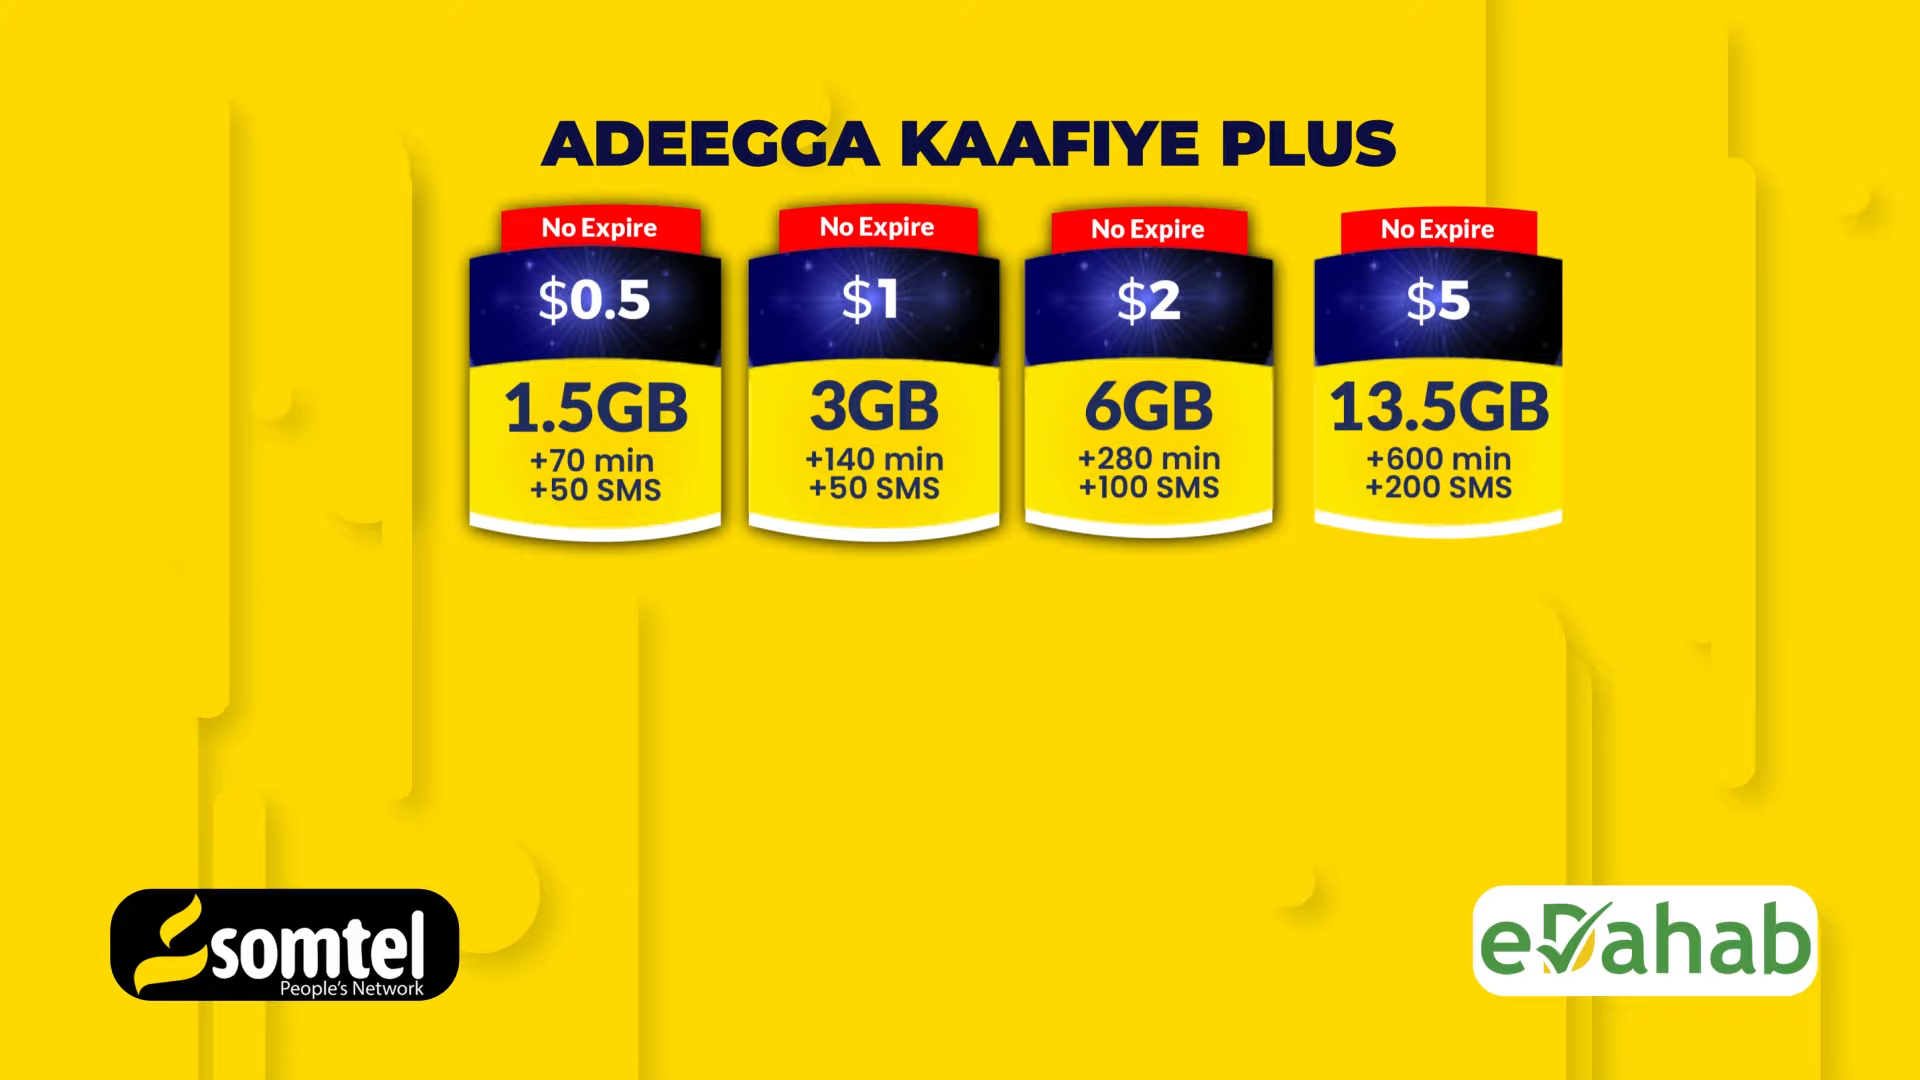 ADEEGGA KAAFIYE PLUS
No Expire
$0.5
1.5GB
+70 min
+50 SMS
No Expire
$1
3GB
+140 min
+50 SMS
No Expire
$2
6GB
+280 min
+100 SMS
No Expire
$5
13.5GB
+600 min
+200 SMS
somtel
People's Network
eDahab